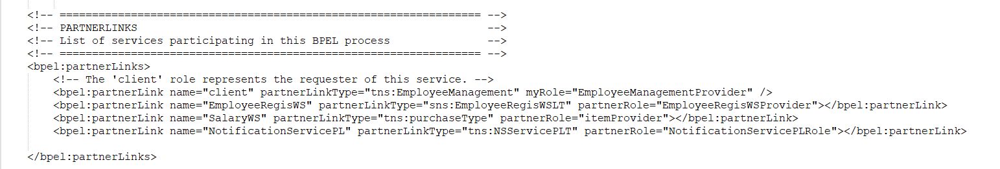 <!-- ================================================================= -->
<!-- PARTNERLINKS                                                      -->
<!-- List of services participating in this BPEL process               -->
<!-- ================================================================= -->
<bpel:partnerLinks>
    <!-- The 'client' role represents the requester of this service. -->
    <bpel:partnerLink name="client" partnerLinkType="tns:EmployeeManagement" myRole="EmployeeManagementProvider" />
    <bpel:partnerLink name="EmployeeRegisWS" partnerLinkType="sns:EmployeeRegisWSLT" partnerRole="EmployeeRegisWSProvider"></bpel:partnerLink>
    <bpel:partnerLink name="SalaryWS" partnerLinkType="tns:purchaseType" partnerRole="itemProvider"></bpel:partnerLink>
    <bpel:partnerLink name="NotificationServicePL" partnerLinkType="tns:NSServicePLT" partnerRole="NotificationServicePLRole"></bpel:partnerLink>
</bpel:partnerLinks>